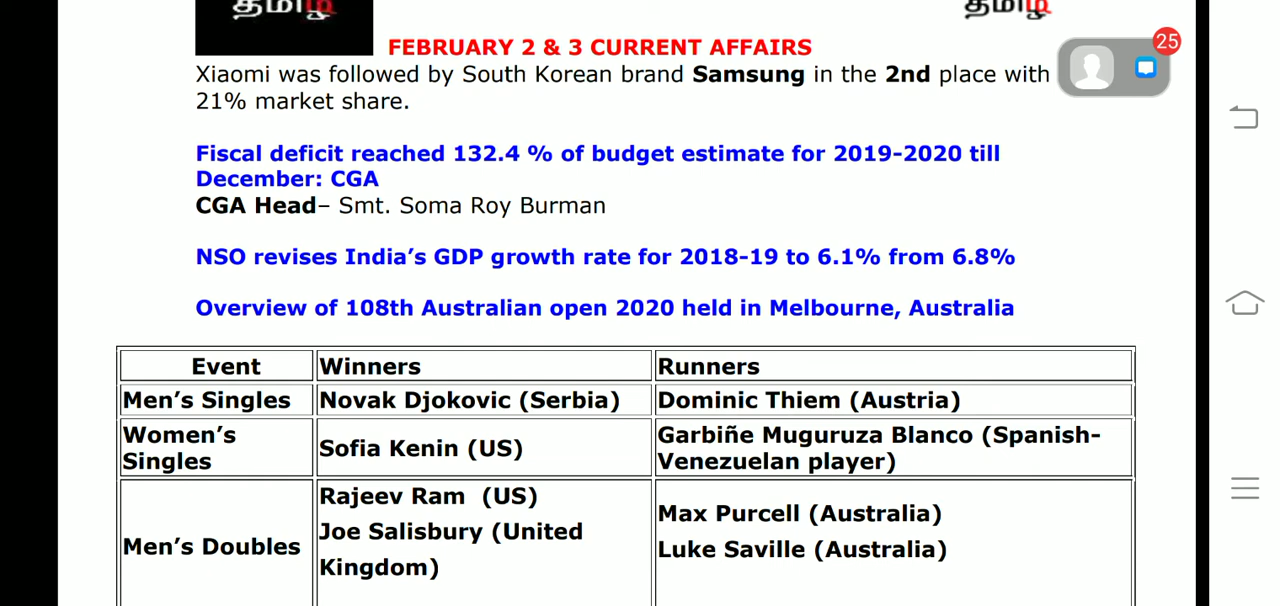 தமிழ்
தமிழ்
FEBRUARY 2 & 3 CURRENT AFFAIRS
25
Xiaomi was followed by South Korean brand Samsung in the 2nd place with
21% market share.
Fiscal deficit reached 132.4 % of budget estimate for 2019-2020 till
December: CGA
CGA Head– Smt. Soma Roy Burman
NSO revises India’s GDP growth rate for 2018-19 to 6.1% from 6.8%
Overview of 108th Australian open 2020 held in Melbourne, Australia
Event Winners Runners
Men’s Singles Novak Djokovic (Serbia) Dominic Thiem (Austria)
Women’s
Singles
Sofia Kenin (US)
Garbiñe Muguruza Blanco (Spanish-
Venezuelan player)
Men’s Doubles
Rajeev Ram (US)
Joe Salisbury (United
Kingdom)
Max Purcell (Australia)
Luke Saville (Australia)